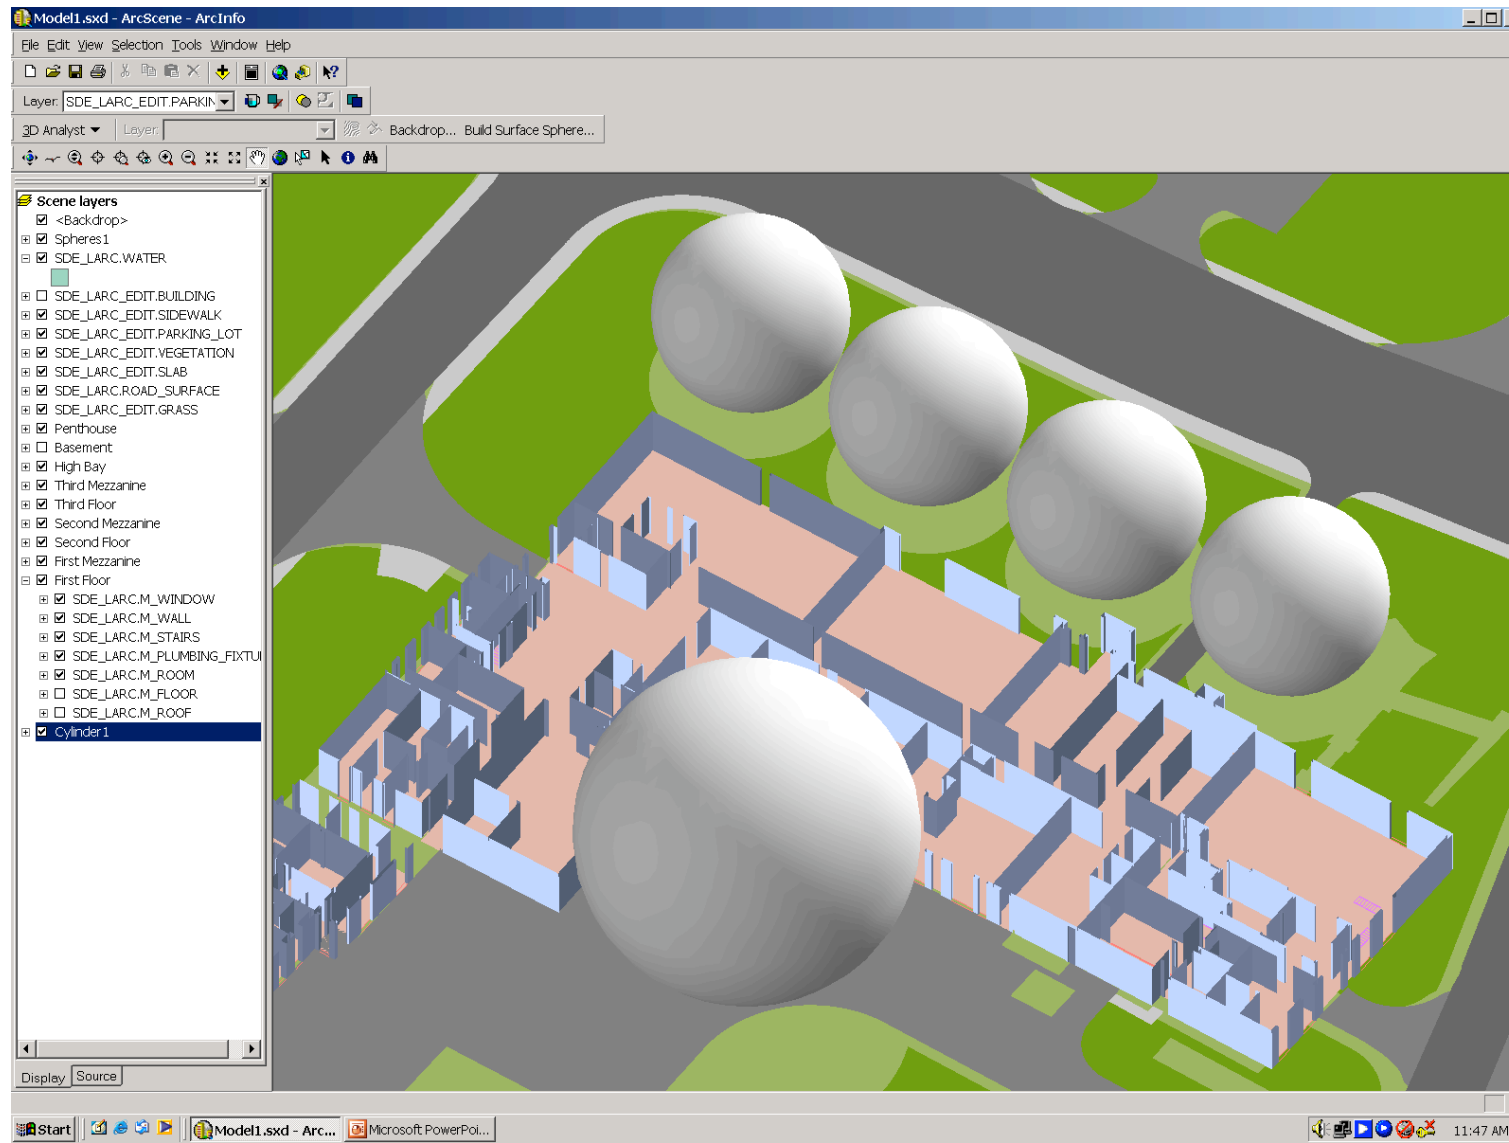 Model1.sxd - ArcScene - ArcInfo
File Edit View Selection Tools Window Help
Layer: SDE_LARC_EDIT.PARKIN
3D Analyst Layer: Backdrop... Build Surface Sphere...
Scene layers
<Backdrop>
Spheres1
SDE_LARC.WATER
SDE_LARC_EDIT.BUILDING
SDE_LARC_EDIT.SIDEWALK
SDE_LARC_EDIT.PARKING_LOT
SDE_LARC_EDIT.VEGETATION
SDE_LARC_EDIT.SLAB
SDE_LARC.ROAD_SURFACE
SDE_LARC_EDIT.GRASS
Penthouse
Basement
High Bay
Third Mezzanine
Third Floor
Second Mezzanine
Second Floor
First Mezzanine
First Floor
SDE_LARC.M_WINDOW
SDE_LARC.M_WALL
SDE_LARC.M_STAIRS
SDE_LARC.M_PLUMBING_FIXTU
SDE_LARC.M_ROOM
SDE_LARC.M_FLOOR
SDE_LARC.M_ROOF
Cylinder1
Display Source
Start Model1.sxd - Arc... Microsoft PowerPoi... 11:47 AM